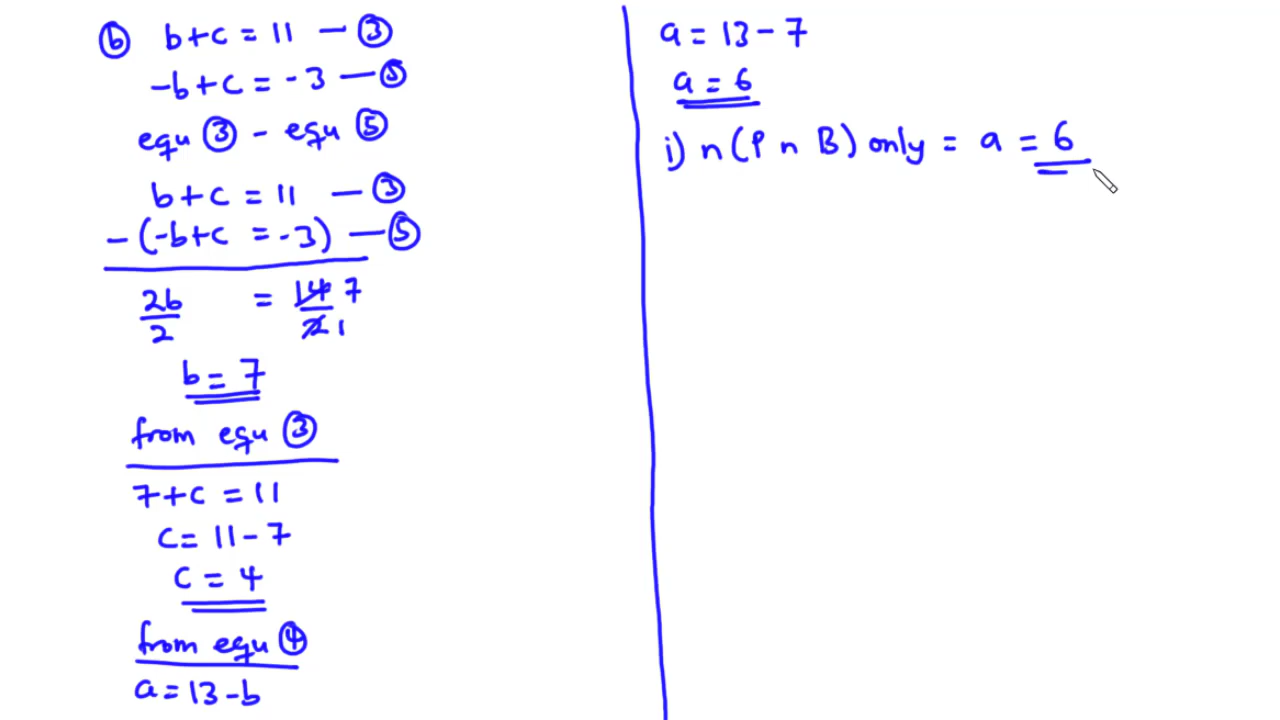 ⓑ b+c = 11 — ③
-b+c = -3 — ⑤
equ ③ - equ ⑤
b+c = 11 — ③
-(-b+c = -3) — ⑤
2b/2 = 14/2 7/1
b = 7
from equ ③
7+c = 11
c = 11-7
c = 4
from equ ④
a = 13-b
a = 13-7
a = 6
i) n(P n B) only = a = 6